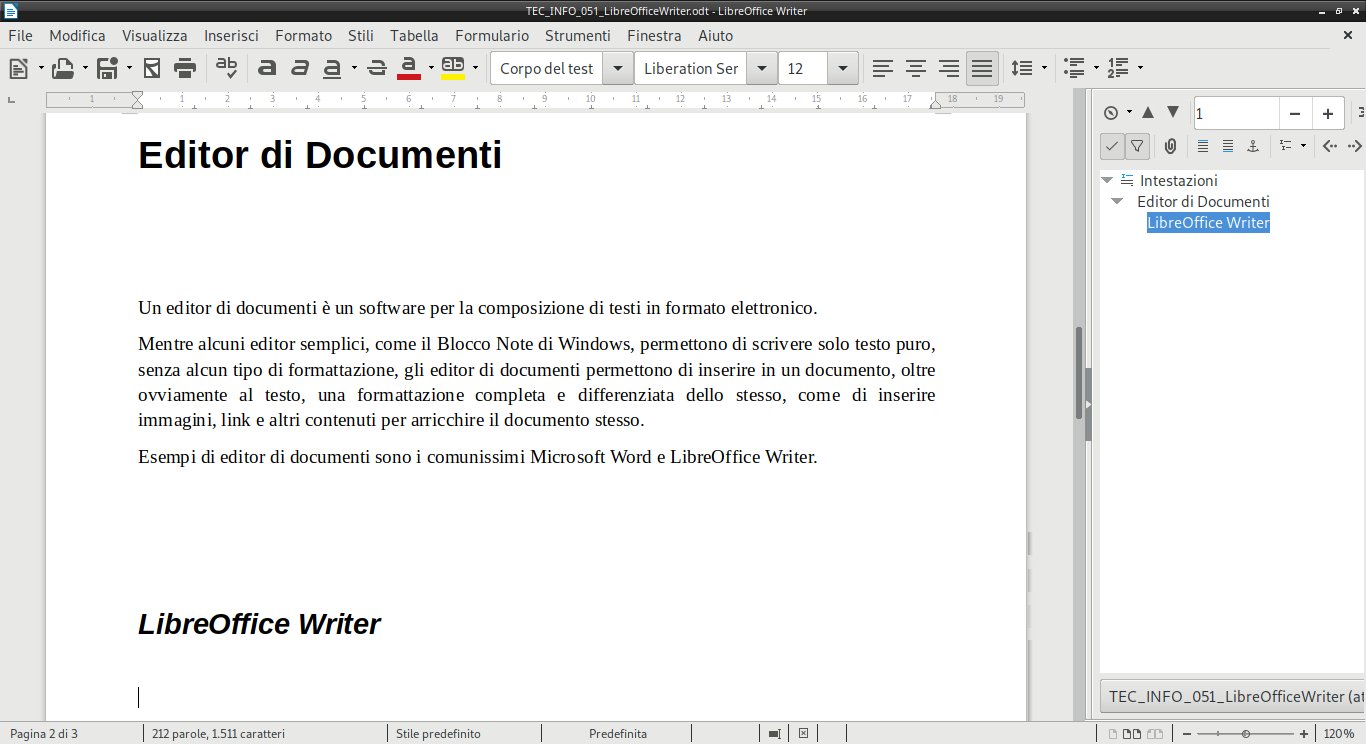 TEC_INFO_051_LibreOfficeWriter.odt - LibreOffice Writer
File Modifica Visualizza Inserisci Formato Stili Tabella Formulario Strumenti Finestra Aiuto
Corpo del test Liberation Ser 12
1 1 2 3 4 5 6 7 8 9 10 11 12 13 14 15 16 17 18 19
1
Intestazioni
Editor di Documenti
LibreOffice Writer
Editor di Documenti
Un editor di documenti è un software per la composizione di testi in formato elettronico.
Mentre alcuni editor semplici, come il Blocco Note di Windows, permettono di scrivere solo testo puro,
senza alcun tipo di formattazione, gli editor di documenti permettono di inserire in un documento, oltre
ovviamente al testo, una formattazione completa e differenziata dello stesso, come di inserire
immagini, link e altri contenuti per arricchire il documento stesso.
Esempi di editor di documenti sono i comunissimi Microsoft Word e LibreOffice Writer.
LibreOffice Writer
TEC_INFO_051_LibreOfficeWriter (at
Pagina 2 di 3 212 parole, 1.511 caratteri Stile predefinito Predefinita 120%